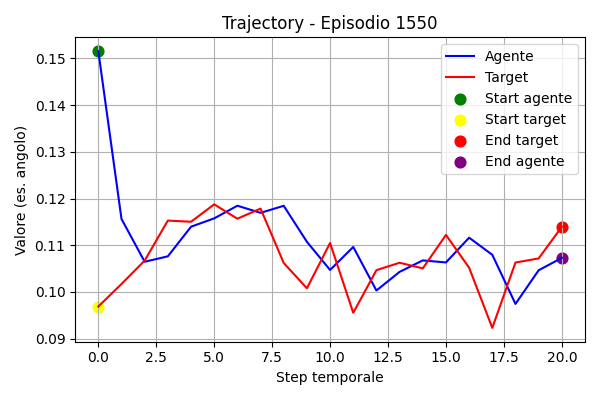 Trajectory - Episodio 1550
Valore (es. angolo)
0.15
0.14
0.13
0.12
0.11
0.10
0.09
Agente
Target
Start agente
Start target
End target
End agente
0.0 2.5 5.0 7.5 10.0 12.5 15.0 17.5 20.0
Step temporale